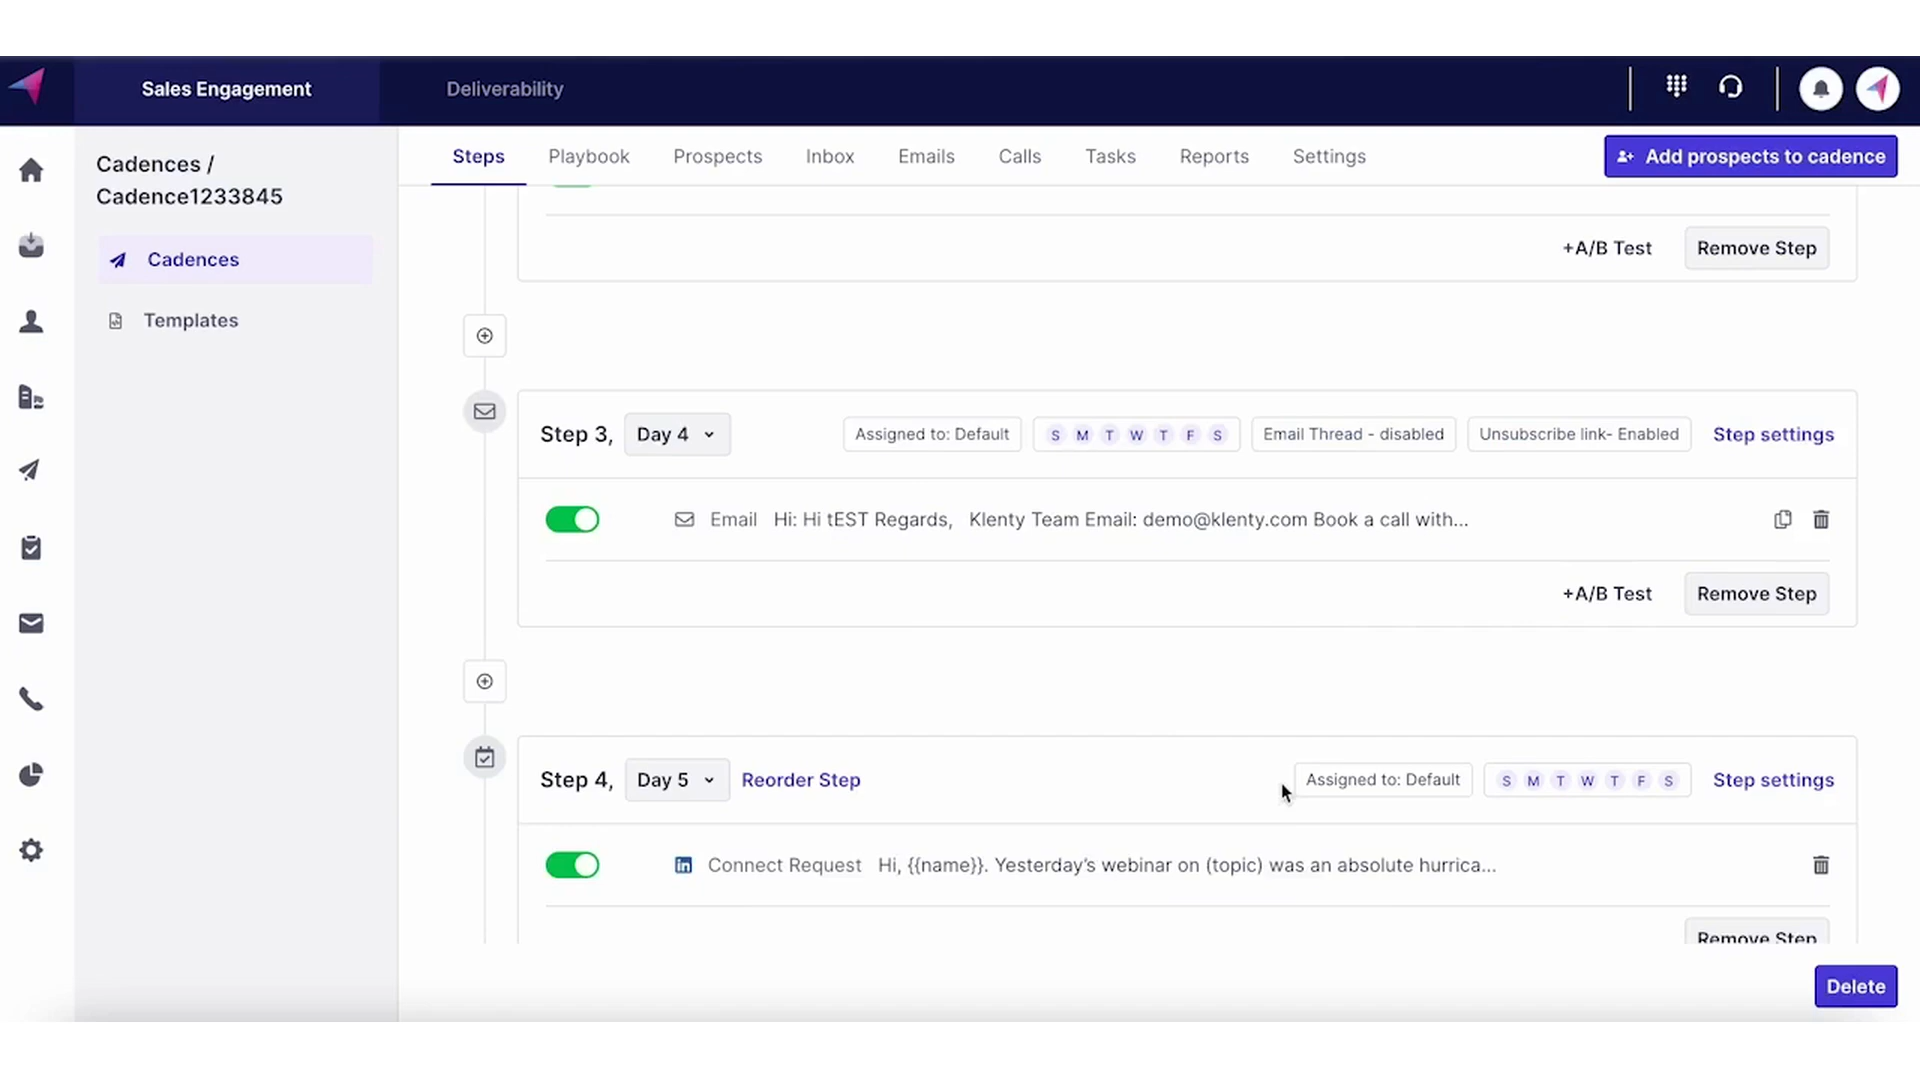 Sales Engagement
Deliverability
Cadences /
Cadence1233845
Cadences
Templates
Steps Playbook Prospects Inbox Emails Calls Tasks Reports Settings
Add prospects to cadence
+A/B Test Remove Step
Step 3, Day 4 Assigned to: Default S M T W T F S Email Thread - disabled Unsubscribe link- Enabled Step settings
Email Hi: Hi tEST Regards, Klenty Team Email: demo@klenty.com Book a call with...
+A/B Test Remove Step
Step 4, Day 5 Reorder Step Assigned to: Default S M T W T F S Step settings
in Connect Request Hi, {{name}}. Yesterday's webinar on (topic) was an absolute hurrica...
Remove Step
Delete